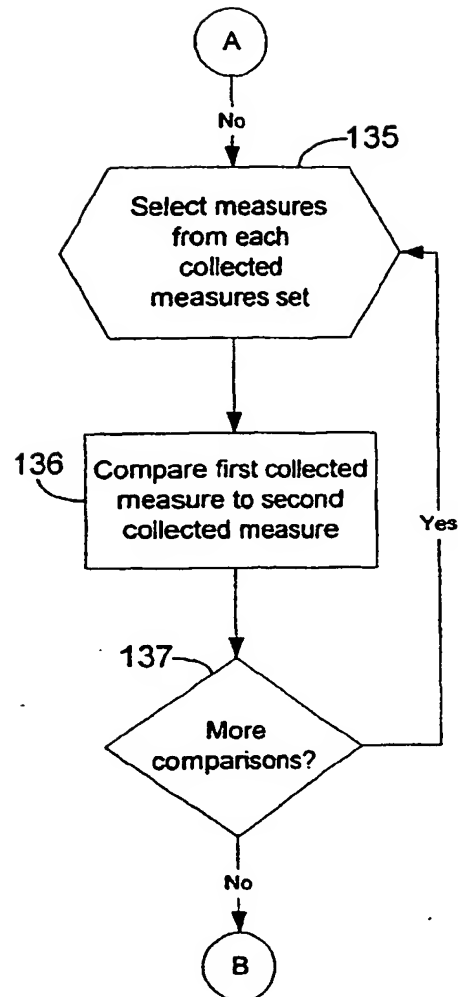 A
No
135
Select measures
from each
collected
measures set
136
Compare first collected
measure to second
collected measure
Yes
137
More
comparisons?
No
B